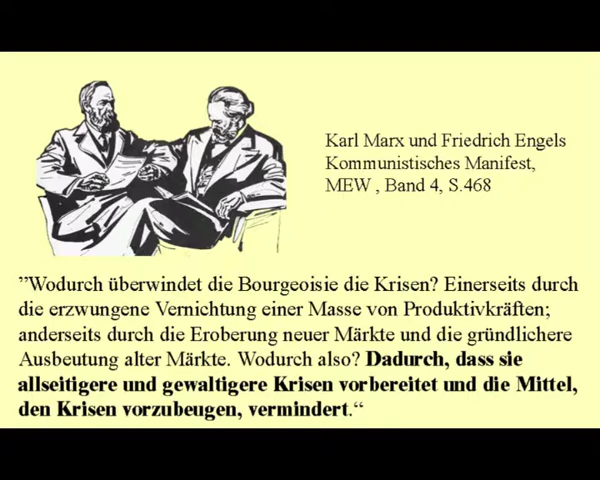 Karl Marx und Friedrich Engels
Kommunistisches Manifest,
MEW , Band 4, S.468
”Wodurch überwindet die Bourgeoisie die Krisen? Einerseits durch
die erzwungene Vernichtung einer Masse von Produktivkräften;
anderseits durch die Eroberung neuer Märkte und die gründlichere
Ausbeutung alter Märkte. Wodurch also? Dadurch, dass sie
allseitigere und gewaltigere Krisen vorbereitet und die Mittel,
den Krisen vorzubeugen, vermindert.“